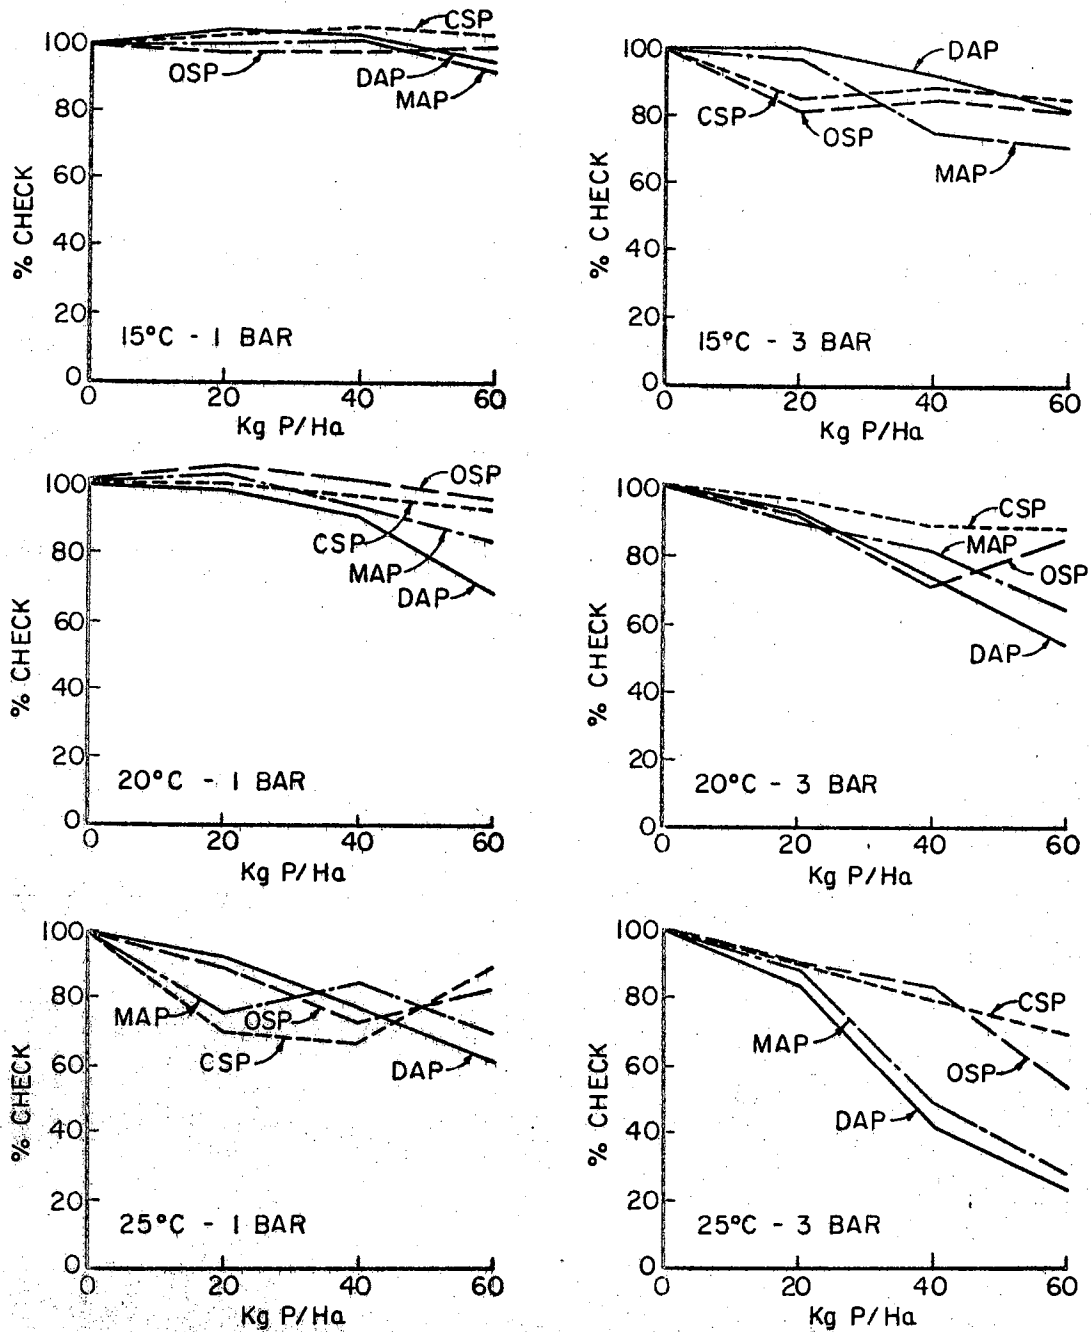 CSP
100
OSP
DAP
MAP
80
60
40
20
0
% CHECK
15°C - 1 BAR
0 20 40 60
Kg P/Ha
100
DAP
CSP
OSP
MAP
80
60
40
20
0
% CHECK
15°C - 3 BAR
0 20 40 60
Kg P/Ha
100
OSP
CSP
MAP
DAP
80
60
40
20
0
% CHECK
20°C - 1 BAR
0 20 40 60
Kg P/Ha
100
CSP
MAP
OSP
DAP
80
60
40
20
0
% CHECK
20°C - 3 BAR
0 20 40 60
Kg P/Ha
100
MAP
OSP
CSP
DAP
80
60
40
20
0
% CHECK
25°C - 1 BAR
0 20 40 60
Kg P/Ha
100
CSP
MAP
OSP
DAP
80
60
40
20
0
% CHECK
25°C - 3 BAR
0 20 40 60
Kg P/Ha